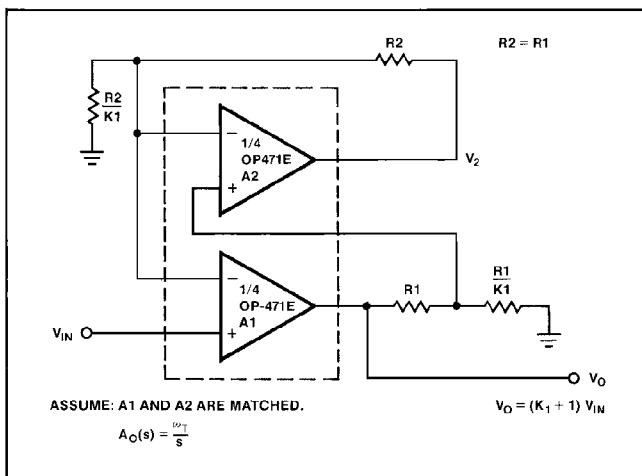 R2
R2 = R1
R2
K1
−
1/4
OP471E
A2
+
V2
−
1/4
OP-471E
A1
+
R1
R1
K1
VIN
VO
ASSUME: A1 AND A2 ARE MATCHED.
AO(s) = ωT
s
VO = (K1 + 1) VIN